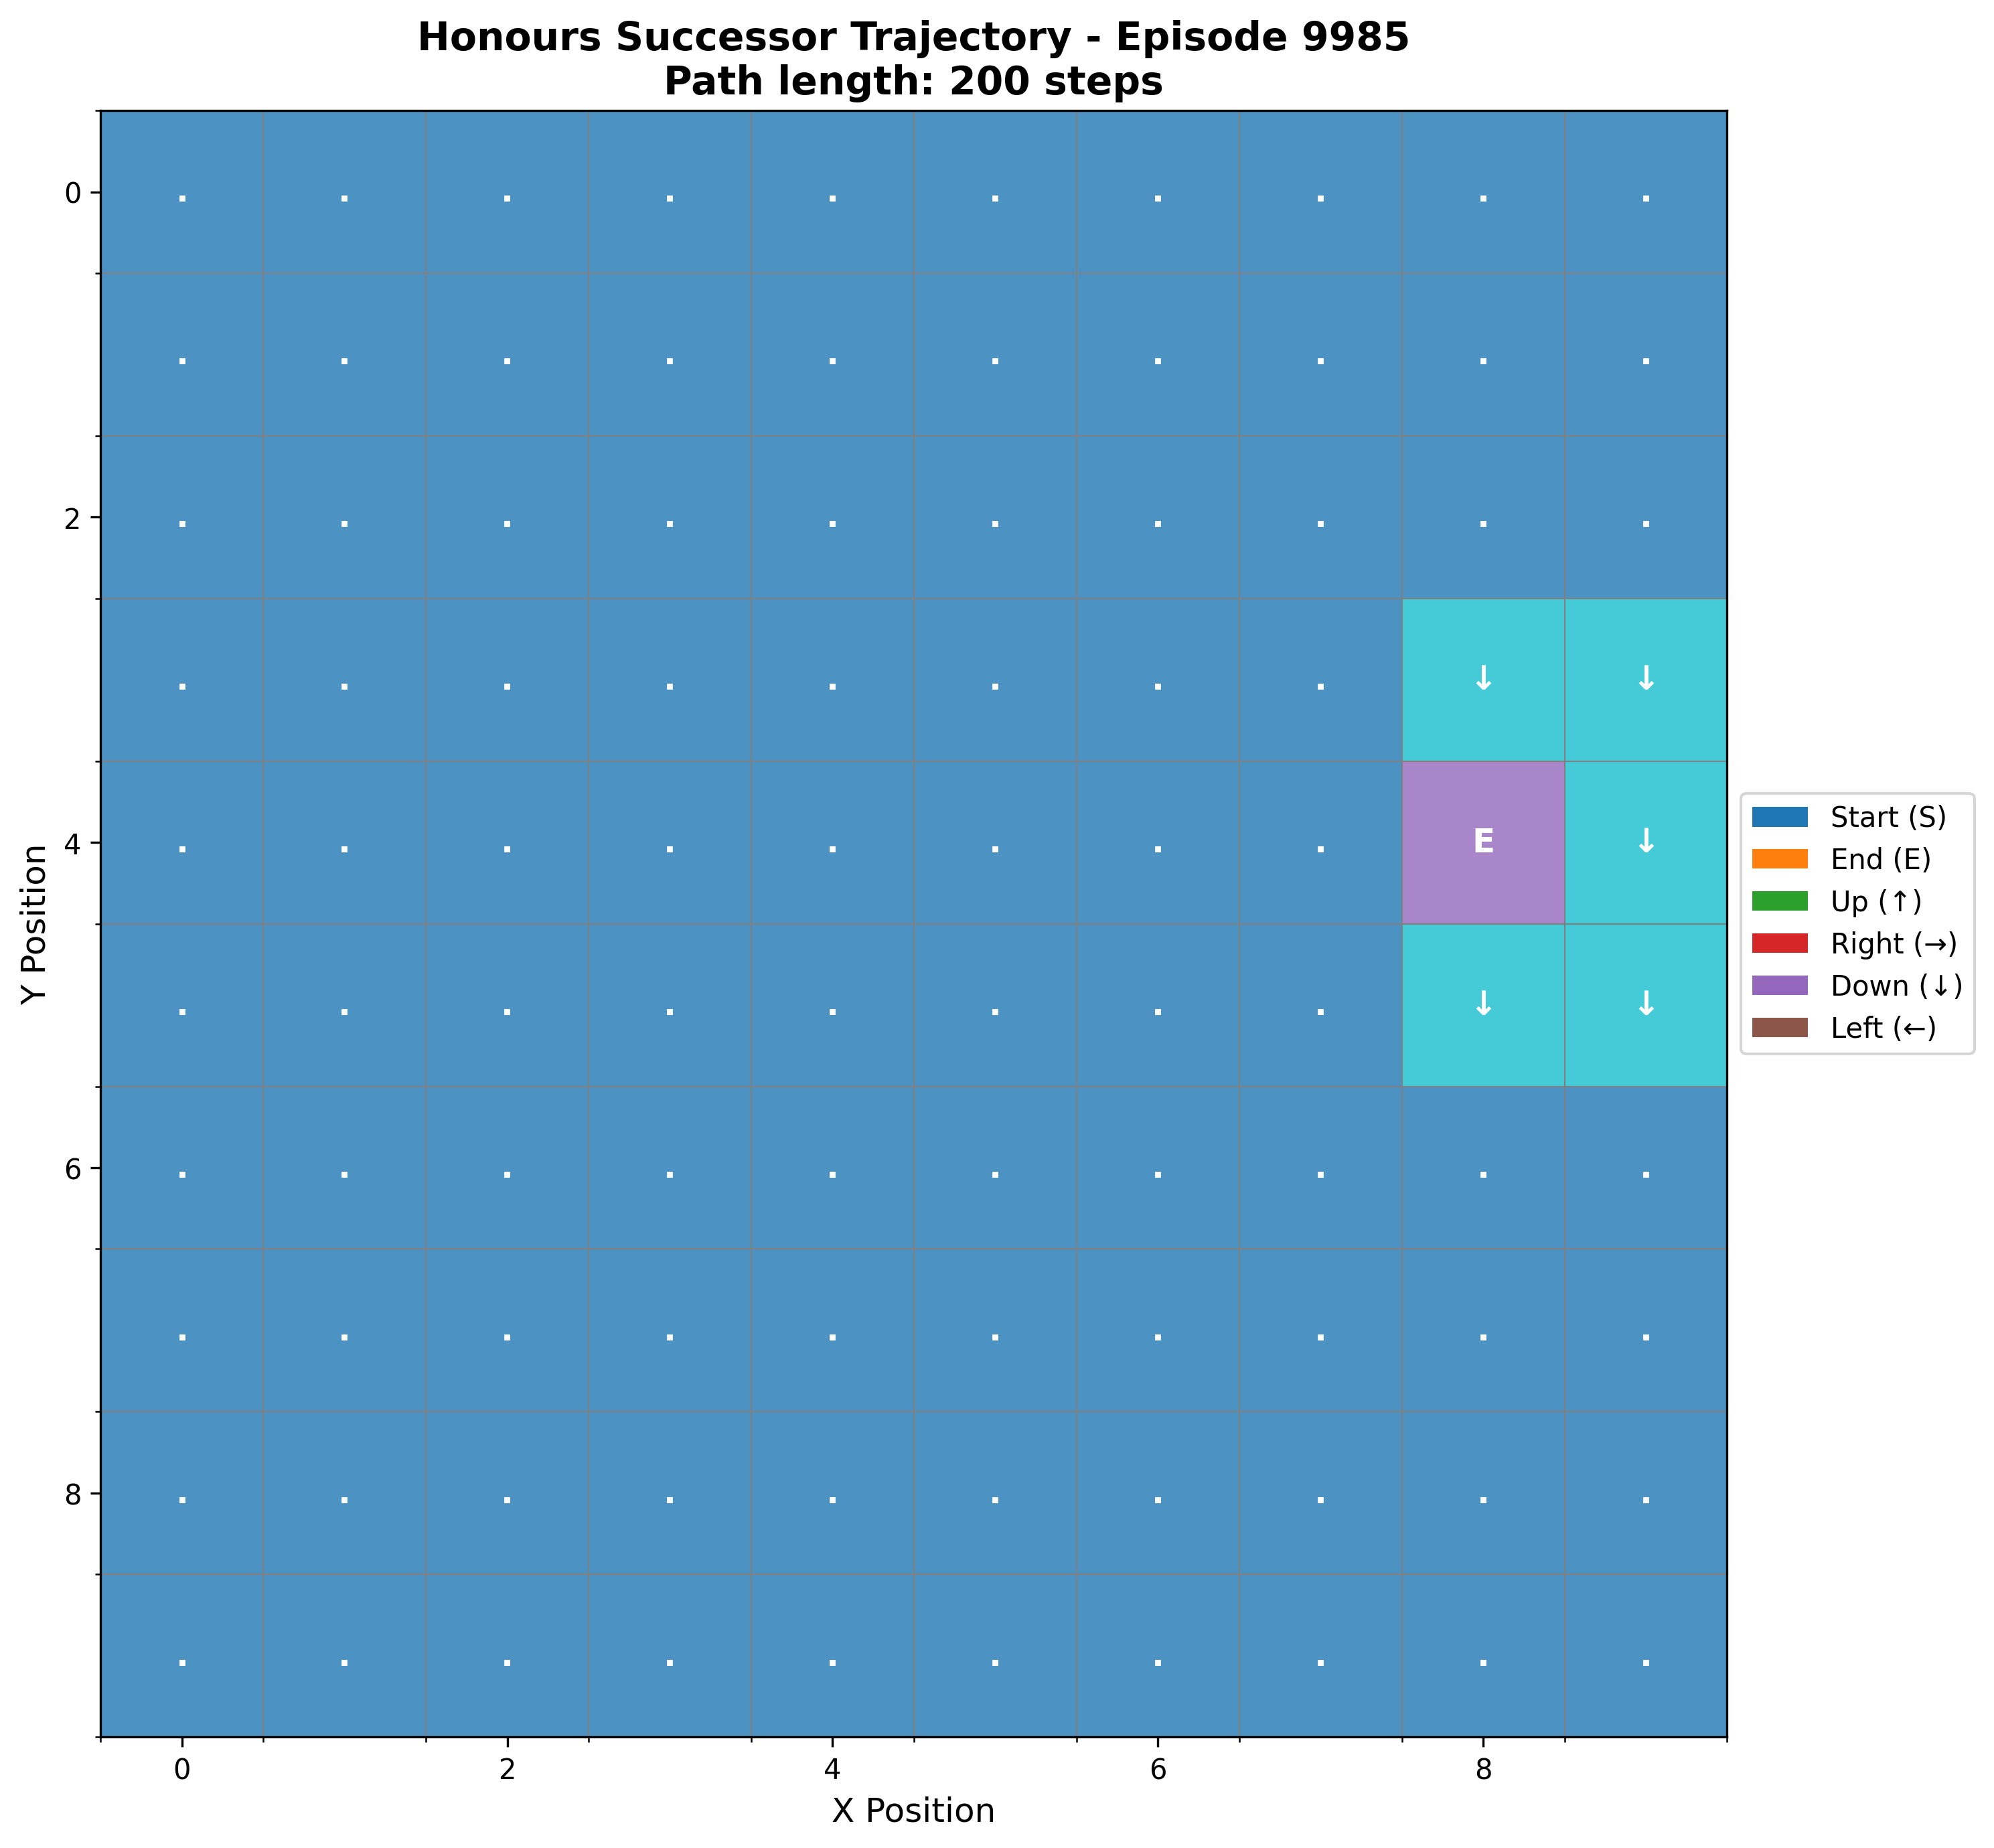 Honours Successor Trajectory - Episode 9985
Path length: 200 steps
0 . . . . . . . . . .
. . . . . . . . . .
2 . . . . . . . . . .
. . . . . . . . ↓ ↓
4 . . . . . . . . E ↓
. . . . . . . . ↓ ↓
6 . . . . . . . . . .
. . . . . . . . . .
8 . . . . . . . . . .
. . . . . . . . . .
0 2 4 6 8
X Position
Y Position
Start (S)
End (E)
Up (↑)
Right (→)
Down (↓)
Left (←)